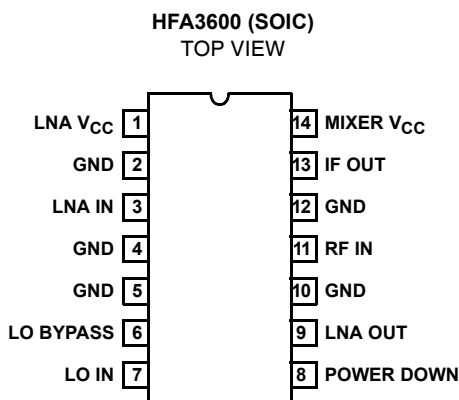 HFA3600 (SOIC)
TOP VIEW
LNA VCC 1 14 MIXER VCC
GND 2 13 IF OUT
LNA IN 3 12 GND
GND 4 11 RF IN
GND 5 10 GND
LO BYPASS 6 9 LNA OUT
LO IN 7 8 POWER DOWN